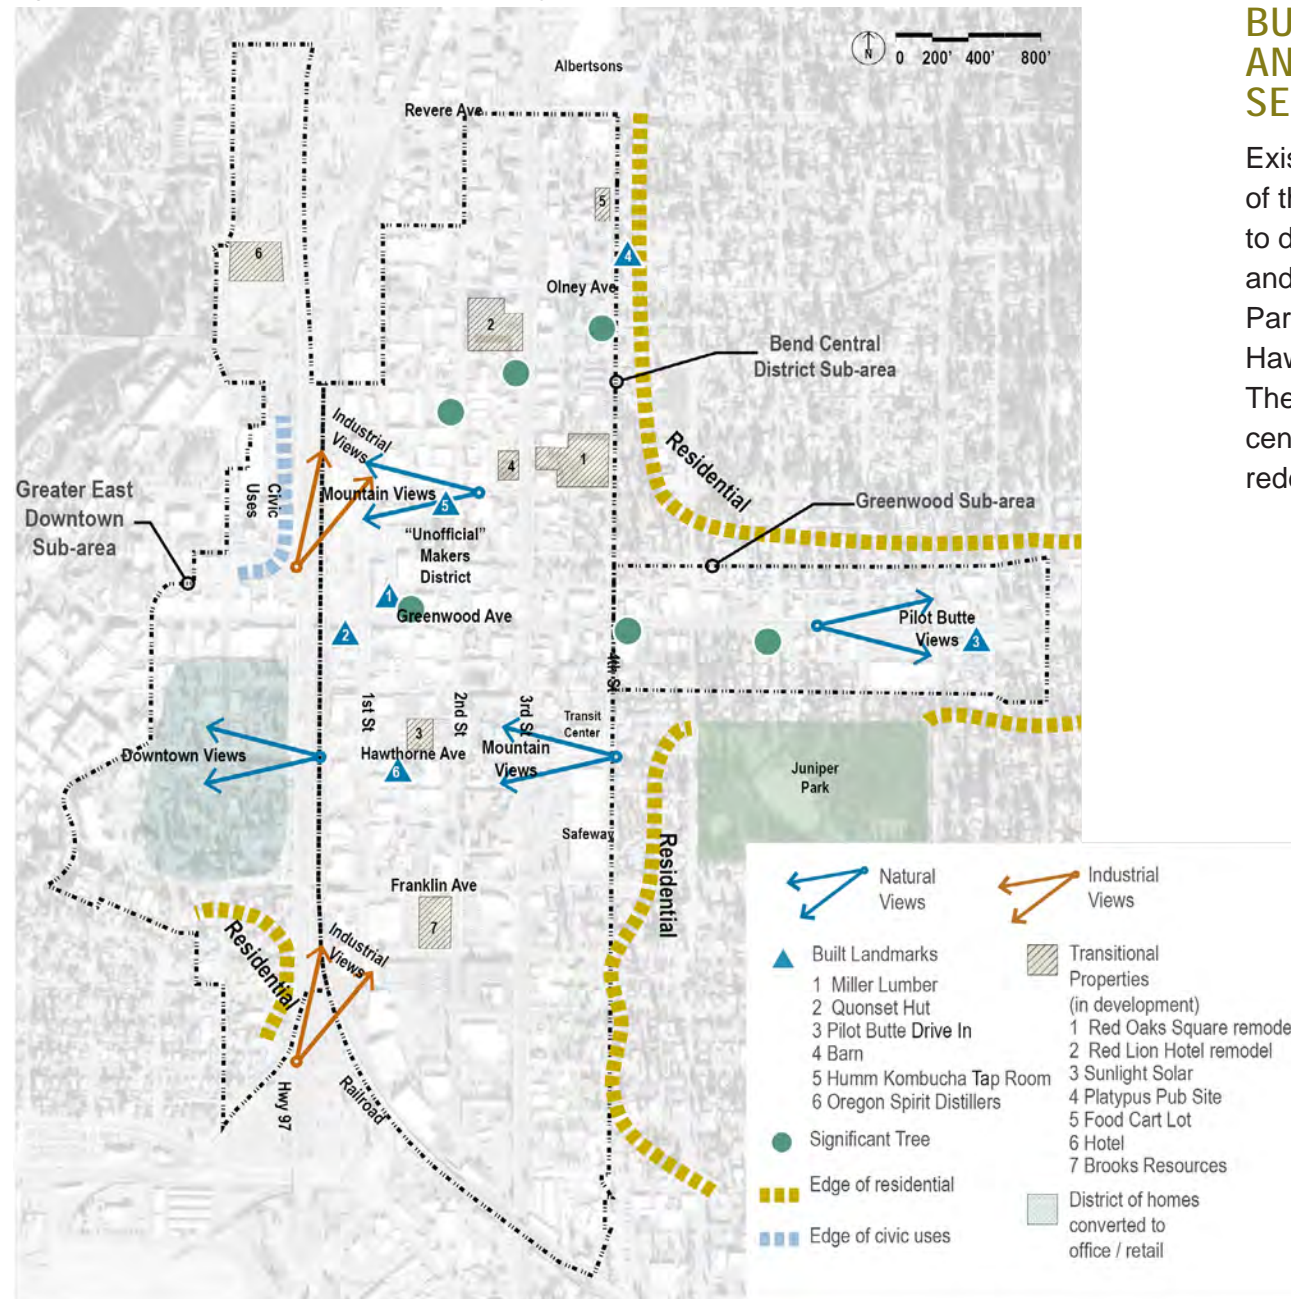 N
0 200' 400' 800'
Albertsons
Revere Ave
5
6
4
Olney Ave
2
Bend Central
District Sub-area
Industrial
Views
Residential
4
1
Greater East
Downtown
Sub-area
Civic
Uses
Mountain Views
5
Greenwood Sub-area
"Unofficial"
Makers
District
1
Greenwood Ave
2
Pilot Butte
Views
3
4th St
1st St
2nd St
3rd St
Transit
Center
3
Downtown Views
Hawthorne Ave
6
Mountain
Views
Juniper
Park
Safeway
Residential
Franklin Ave
7
Residential
Industrial
Views
Hwy 97
Railroad
Natural
Views
Industrial
Views
Built Landmarks
1 Miller Lumber
2 Quonset Hut
3 Pilot Butte Drive In
4 Barn
5 Humm Kombucha Tap Room
6 Oregon Spirit Distillers
Significant Tree
Edge of residential
Edge of civic uses
Transitional
Properties
(in development)
1 Red Oaks Square remode
2 Red Lion Hotel remodel
3 Sunlight Solar
4 Platypus Pub Site
5 Food Cart Lot
6 Hotel
7 Brooks Resources
District of homes
converted to
office / retail
BU
AN
SE
Exis
of th
to d
and
Par
Haw
The
cen
rede